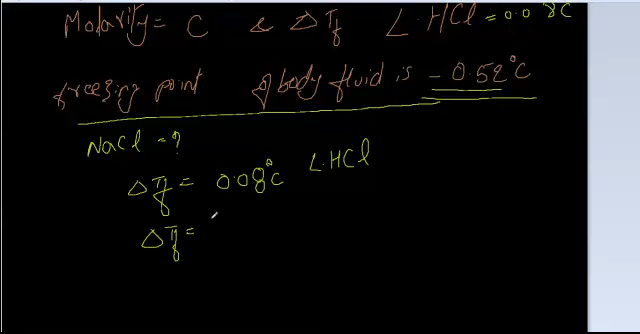 Molarity = C & ΔTf L.HCl = 0.08°C
freezing point of body fluid is - 0.52°C
NaCl = ?
ΔTf = 0.08°C L.HCl
ΔTf =